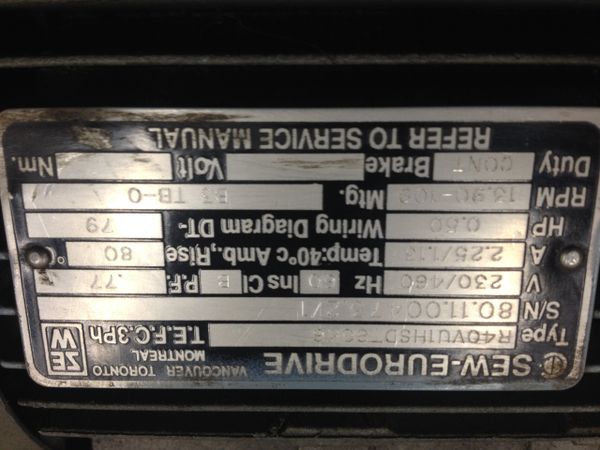 SEW-EURODRIVE VANCOUVER TORONTO
MONTREAL
SEW
Type T.E.F.C. 3Ph
S/N
V 230/460 Hz 60 Ins Cl B P.F. .77
A 2.25/1.13 Temp:40°C Amb.,Rise 80 °C
HP 0.50 Wiring Diagram DT- 79
RPM Mtg. B3 TB-0
Duty CONT Brake Volt Nm.
REFER TO SERVICE MANUAL